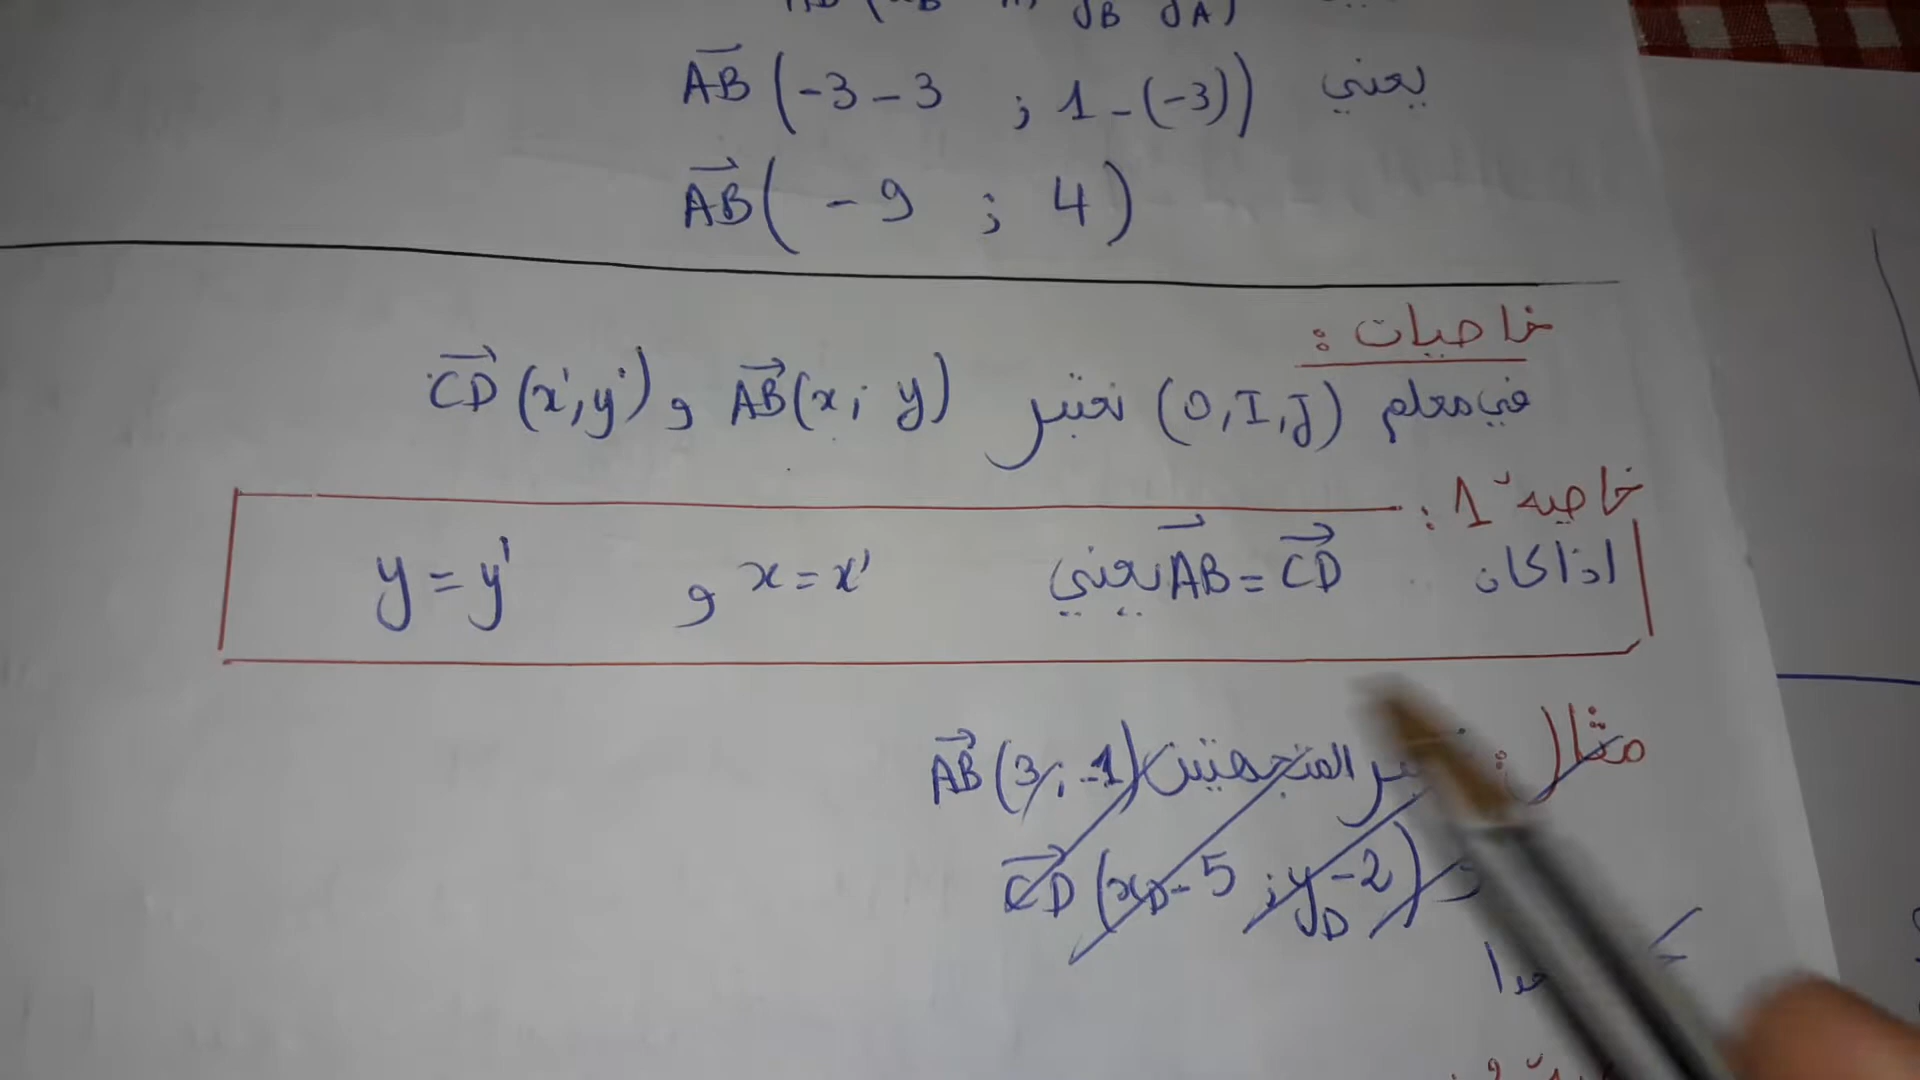 يعني AB (-3-3 ; 1-(-3))
AB (-9 ; 4)
خاصيات :
في معلم (O,I,J) نعتبر AB(x; y) و CD(x';y')
خاصية 1 :
اذا كان AB = CD يعني x = x' و y = y'
مثال : المتجهتين AB(3; -1)
و CD (xD-5 ; yD-2)